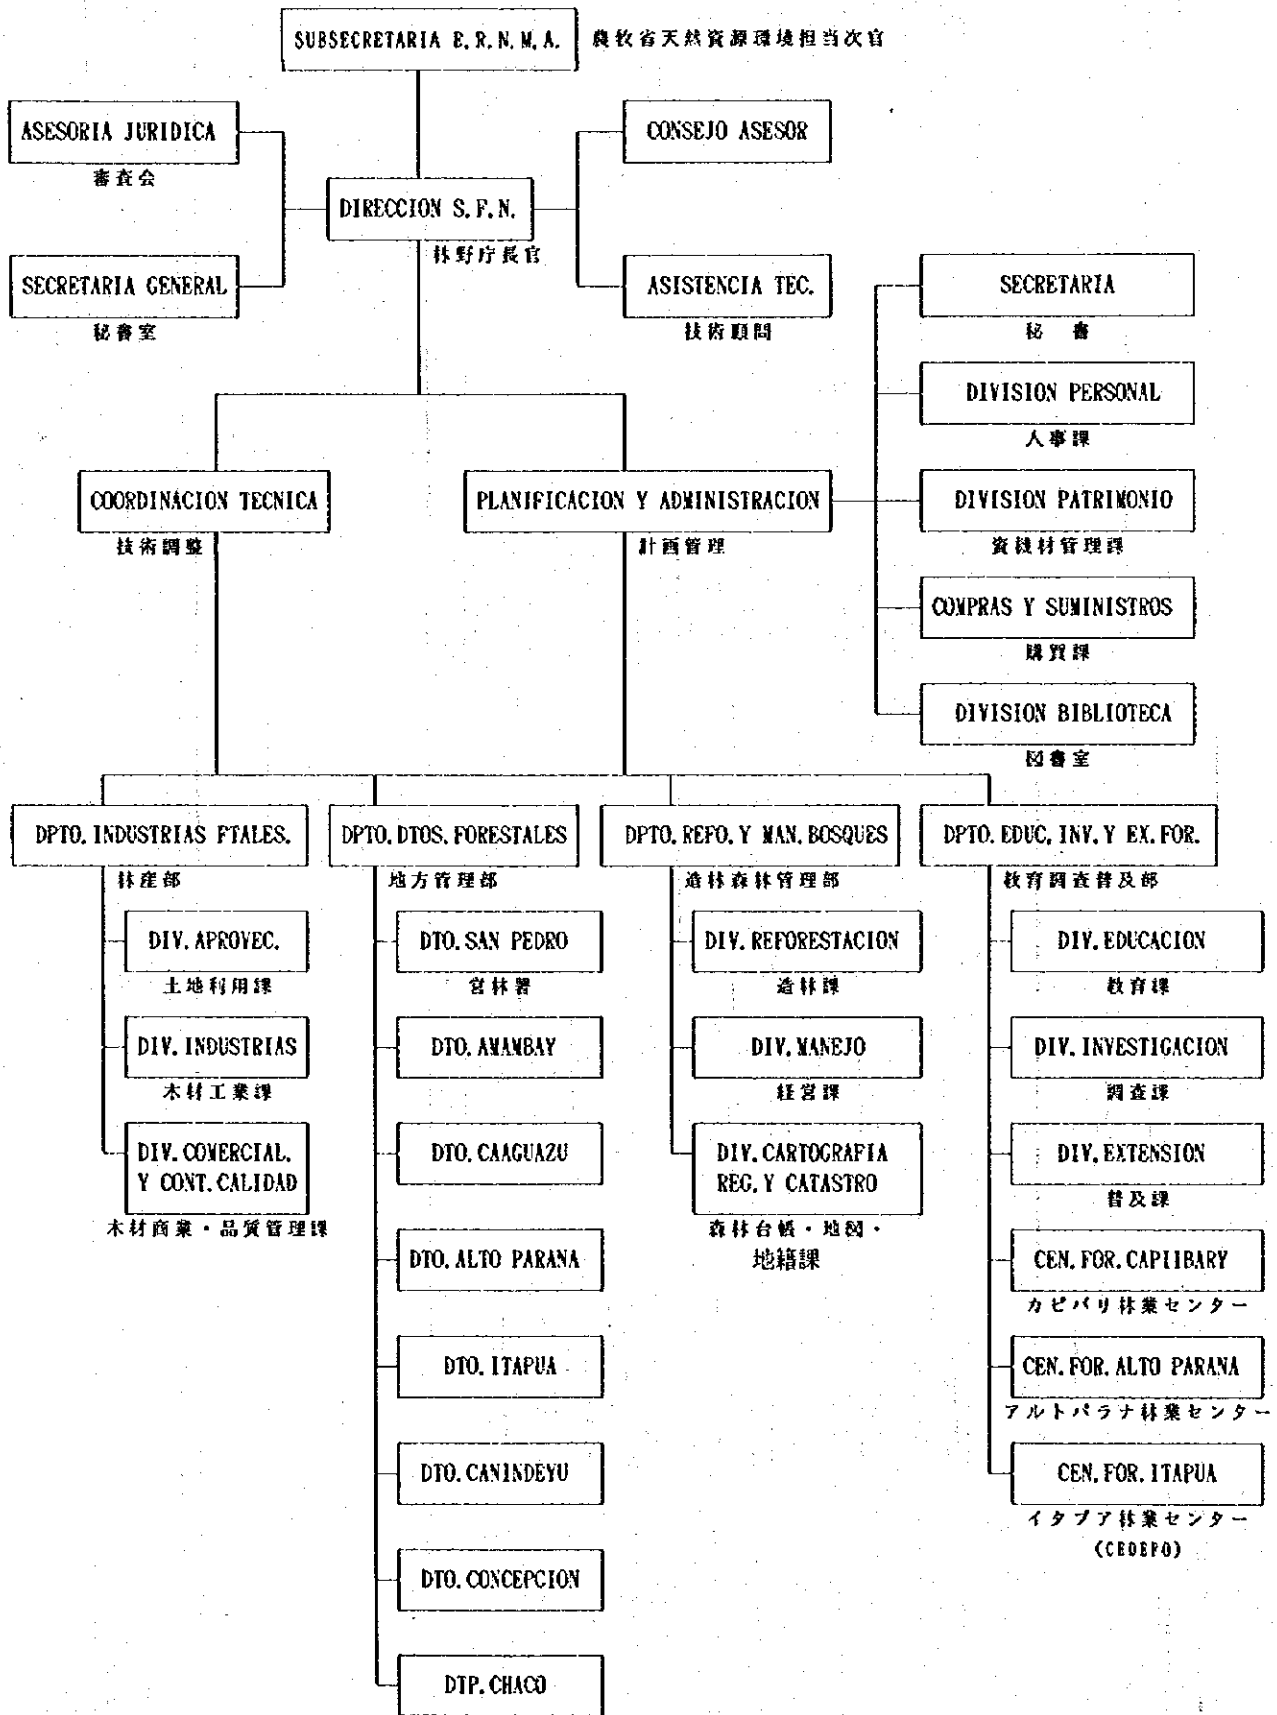 SUBSECRETARIA E.R.N.M.A.
農牧省天然資源環境担当次官
ASESORIA JURIDICA
審査会
CONSEJO ASESOR
DIRECCION S.F.N.
林野庁長官
SECRETARIA GENERAL
秘書室
ASISTENCIA TEC.
技術顧問
SECRETARIA
秘 書
DIVISION PERSONAL
人事課
COORDINACION TECNICA
技術調整
PLANIFICACION Y ADMINISTRACION
計画管理
DIVISION PATRIMONIO
資機材管理課
COMPRAS Y SUMINISTROS
購買課
DIVISION BIBLIOTECA
図書室
DPTO. INDUSTRIAS FTALES.
林産部
DIV. APROVEC.
土地利用課
DIV. INDUSTRIAS
木材工業課
DIV. COMERCIAL.
Y CONT. CALIDAD
木材商業・品質管理課
DPTO. DTOS. FORESTALES
地方管理部
DTO. SAN PEDRO
営林署
DTO. AMAMBAY
DTO. CAAGUAZU
DTO. ALTO PARANA
DTO. ITAPUA
DTO. CANINDEYU
DTO. CONCEPCION
DTP. CHACO
DPTO. REFO. Y MAN. BOSQUES
造林森林管理部
DIV. REFORESTACION
造林課
DIV. MANEJO
経営課
DIV. CARTOGRAFIA
REG. Y CATASTRO
森林台帳・地図・
地籍課
DPTO. EDUC. INV. Y EX. FOR.
教育調査普及部
DIV. EDUCACION
教育課
DIV. INVESTIGACION
調査課
DIV. EXTENSION
普及課
CEN. FOR. CAPIIBARY
カピバリ林業センター
CEN. FOR. ALTO PARANA
アルトパラナ林業センター
CEN. FOR. ITAPUA
イタプア林業センター
(CEDEFO)